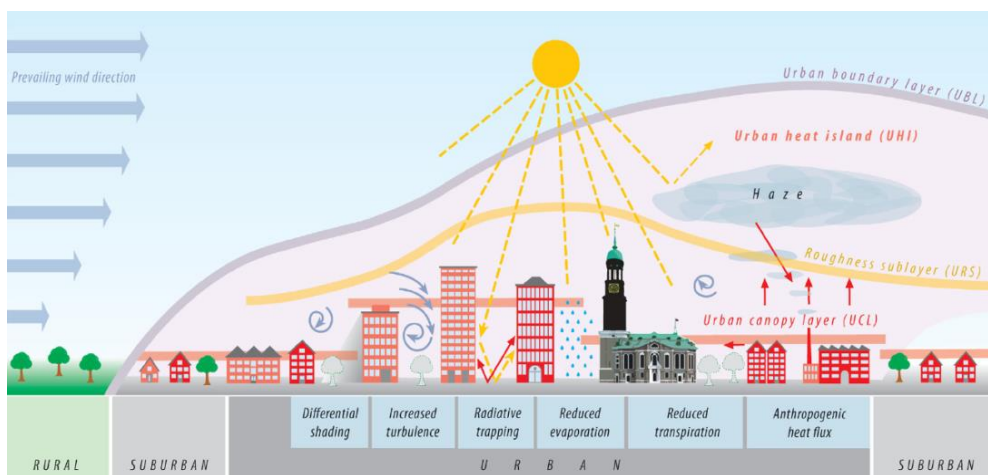 Prevailing wind direction
Urban boundary layer (UBL)
Urban heat island (UHI)
Haze
Roughness sublayer (URS)
Urban canopy layer (UCL)
Differential
shading
Increased
turbulence
Radiative
trapping
Reduced
evaporation
Reduced
transpiration
Anthropogenic
heat flux
RURAL
SUBURBAN
URBAN
SUBURBAN